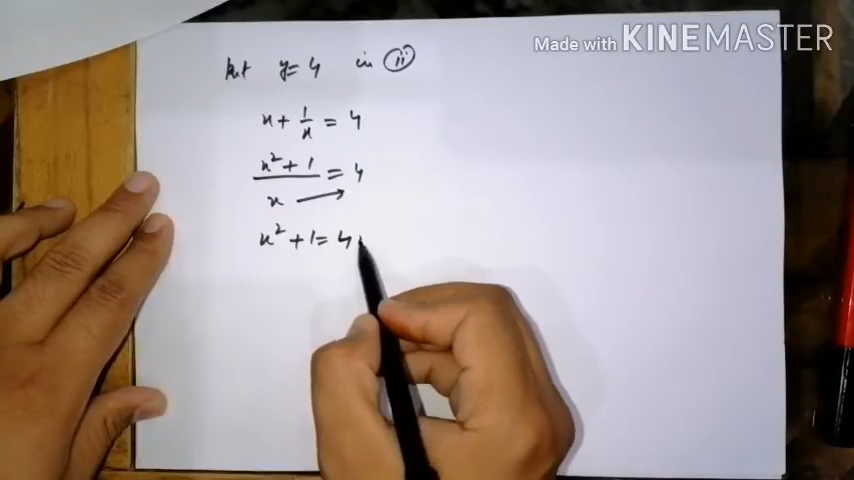 Made with KINEMASTER
Put y=4 in (ii)
x + 1/x = 4
x² + 1 / x = 4
x² + 1 = 4